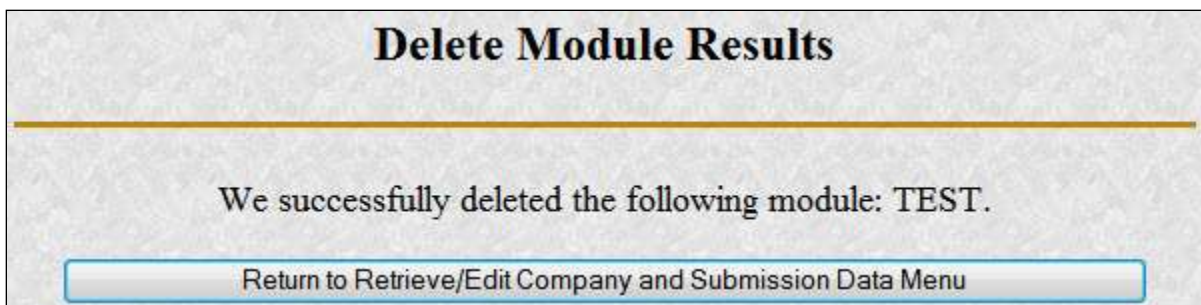 Delete Module Results
We successfully deleted the following module: TEST.
Return to Retrieve/Edit Company and Submission Data Menu